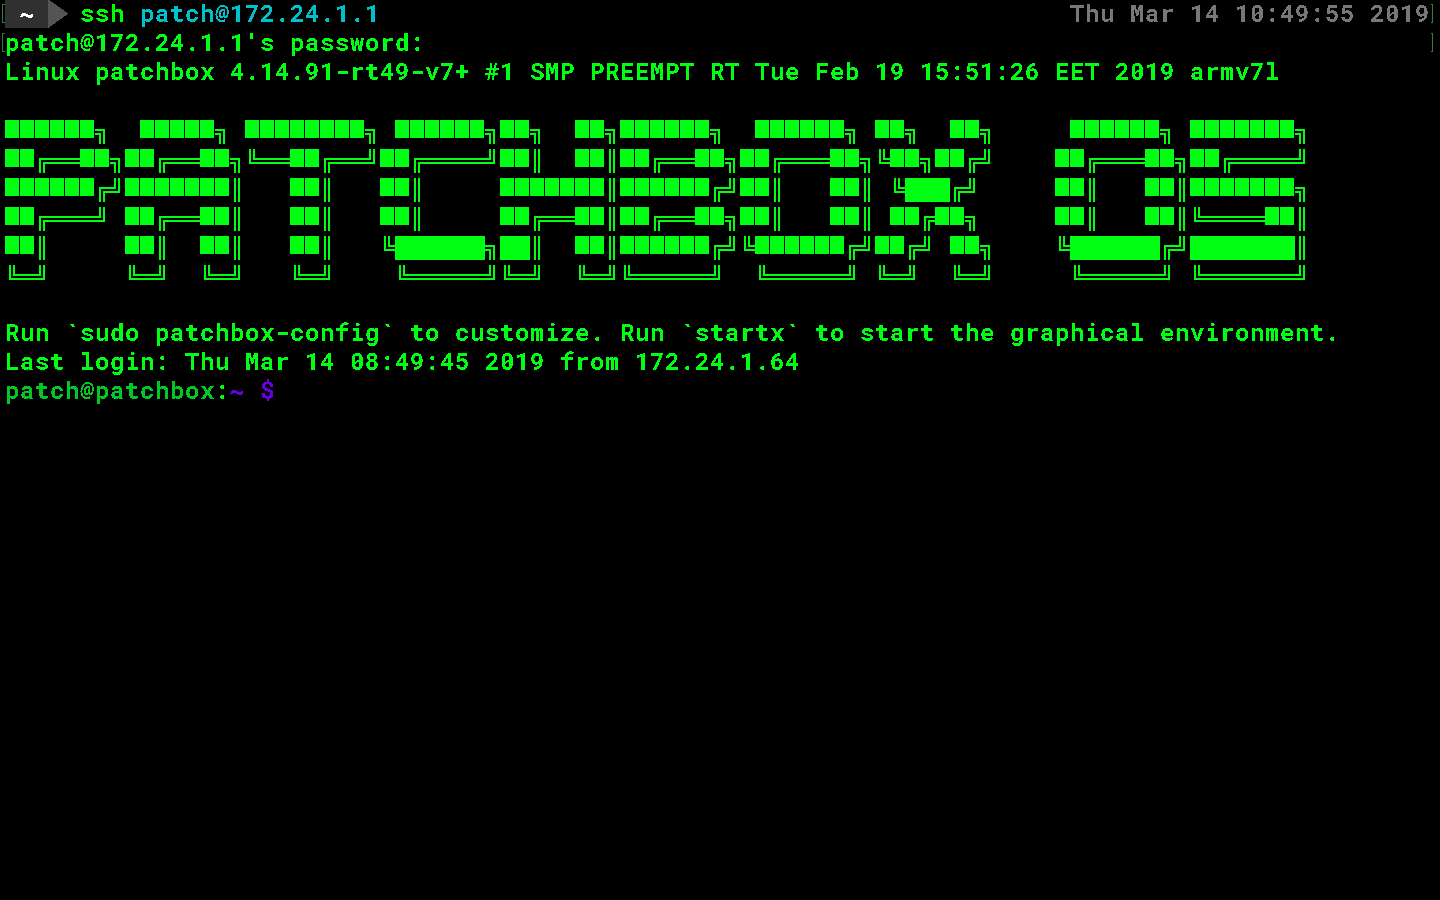 ~ ssh patch@172.24.1.1 Thu Mar 14 10:49:55 2019
patch@172.24.1.1's password:
Linux patchbox 4.14.91-rt49-v7+ #1 SMP PREEMPT RT Tue Feb 19 15:51:26 EET 2019 armv7l
PATCHBOX OS
Run `sudo patchbox-config` to customize. Run `startx` to start the graphical environment.
Last login: Thu Mar 14 08:49:45 2019 from 172.24.1.64
patch@patchbox:~ $